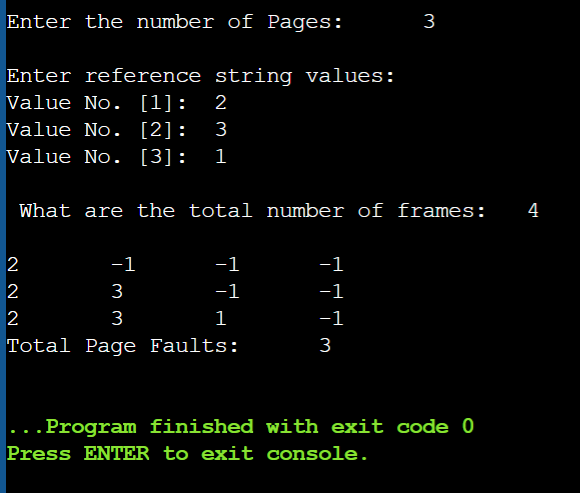 Enter the number of Pages: 3
Enter reference string values:
Value No. [1]: 2
Value No. [2]: 3
Value No. [3]: 1
What are the total number of frames: 4
2 -1 -1 -1
2 3 -1 -1
2 3 1 -1
Total Page Faults: 3
...Program finished with exit code 0
Press ENTER to exit console.